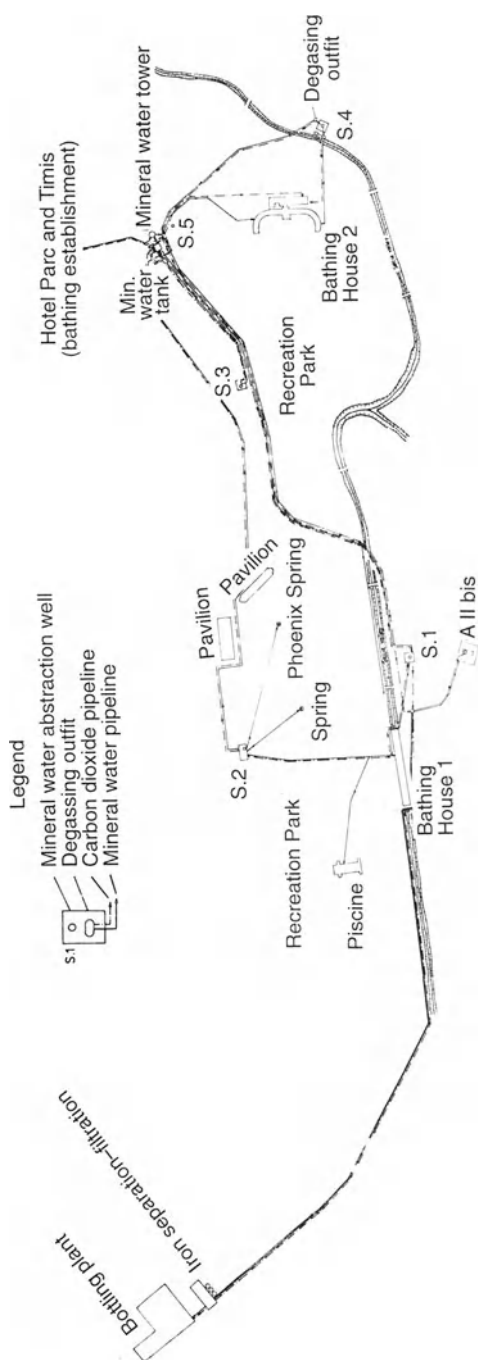 Legend
S.1
Mineral water abstraction well
Degassing outfit
Carbon dioxide pipeline
Mineral water pipeline
Bottling plant
Iron separation–filtration
Hotel Parc and Timis
(bathing establishment)
Min.
water
tank
Mineral water tower
S.5
Degasing
outfit
S.4
Bathing
House 2
S.3
Recreation
Park
Pavilion
Pavilion
Phoenix Spring
Spring
S.2
Recreation Park
Piscine
Bathing
House 1
S.1
A II bis